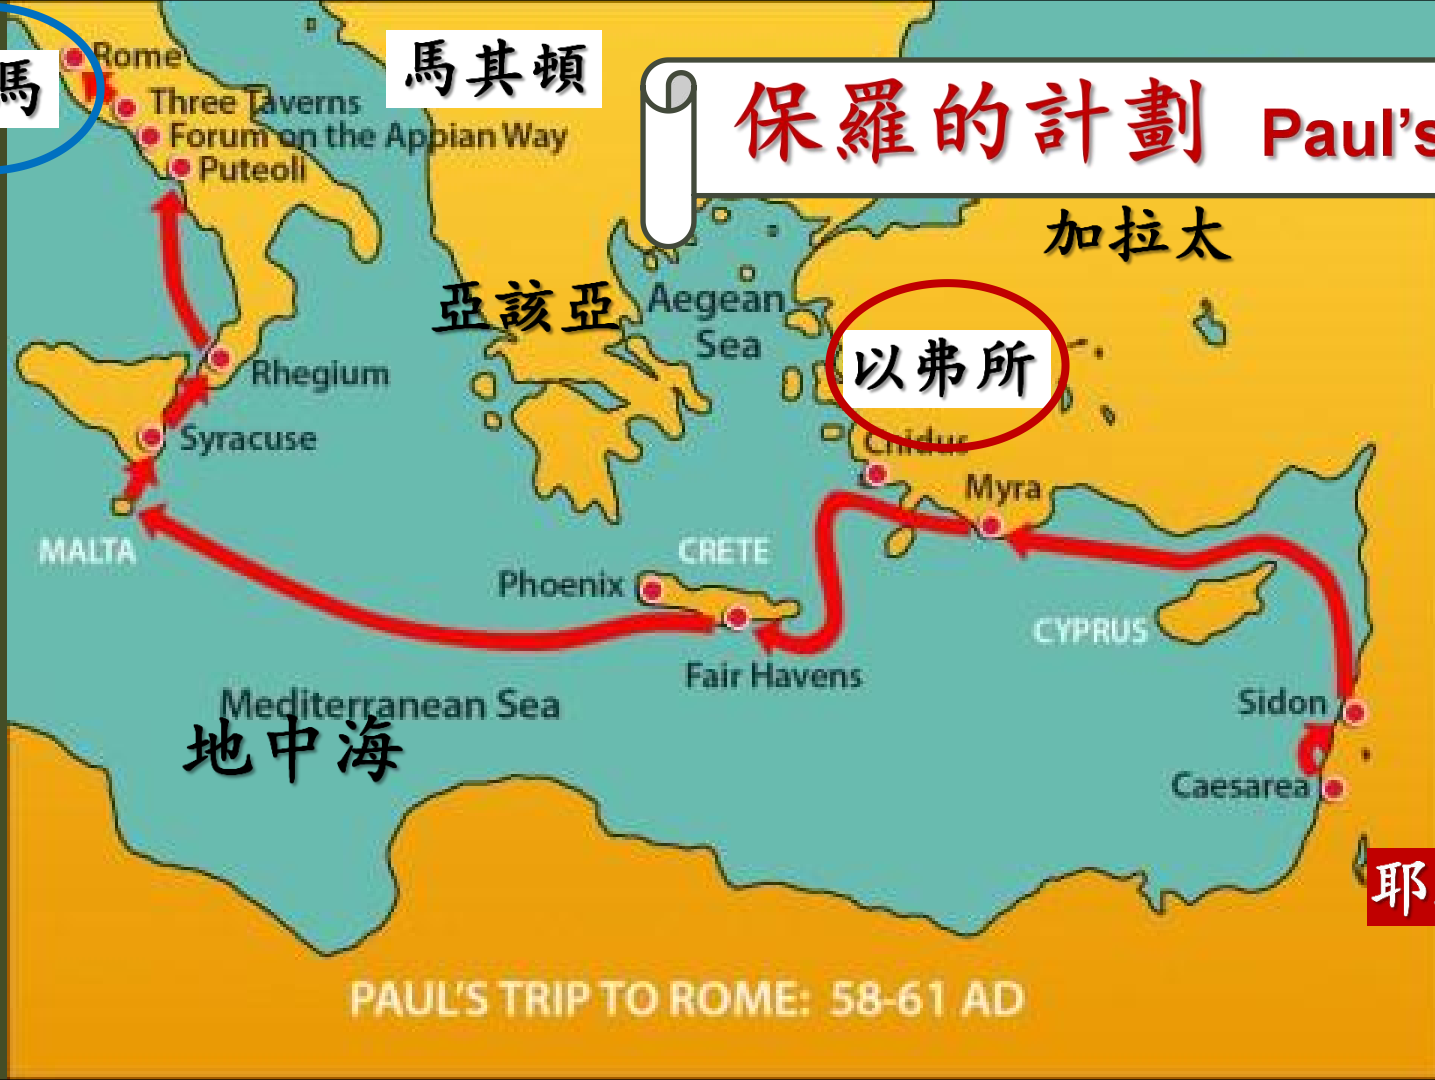 Rome
馬
馬其頓
Three Taverns
Forum on the Appian Way
Puteoli
保羅的計劃 Paul's
加拉太
亞該亞
Aegean
Sea
以弗所
Rhegium
Syracuse
Cnidus
Myra
MALTA
CRETE
Phoenix
CYPRUS
Fair Havens
Mediterranean Sea
地中海
Sidon
Caesarea
耶
PAUL'S TRIP TO ROME: 58-61 AD